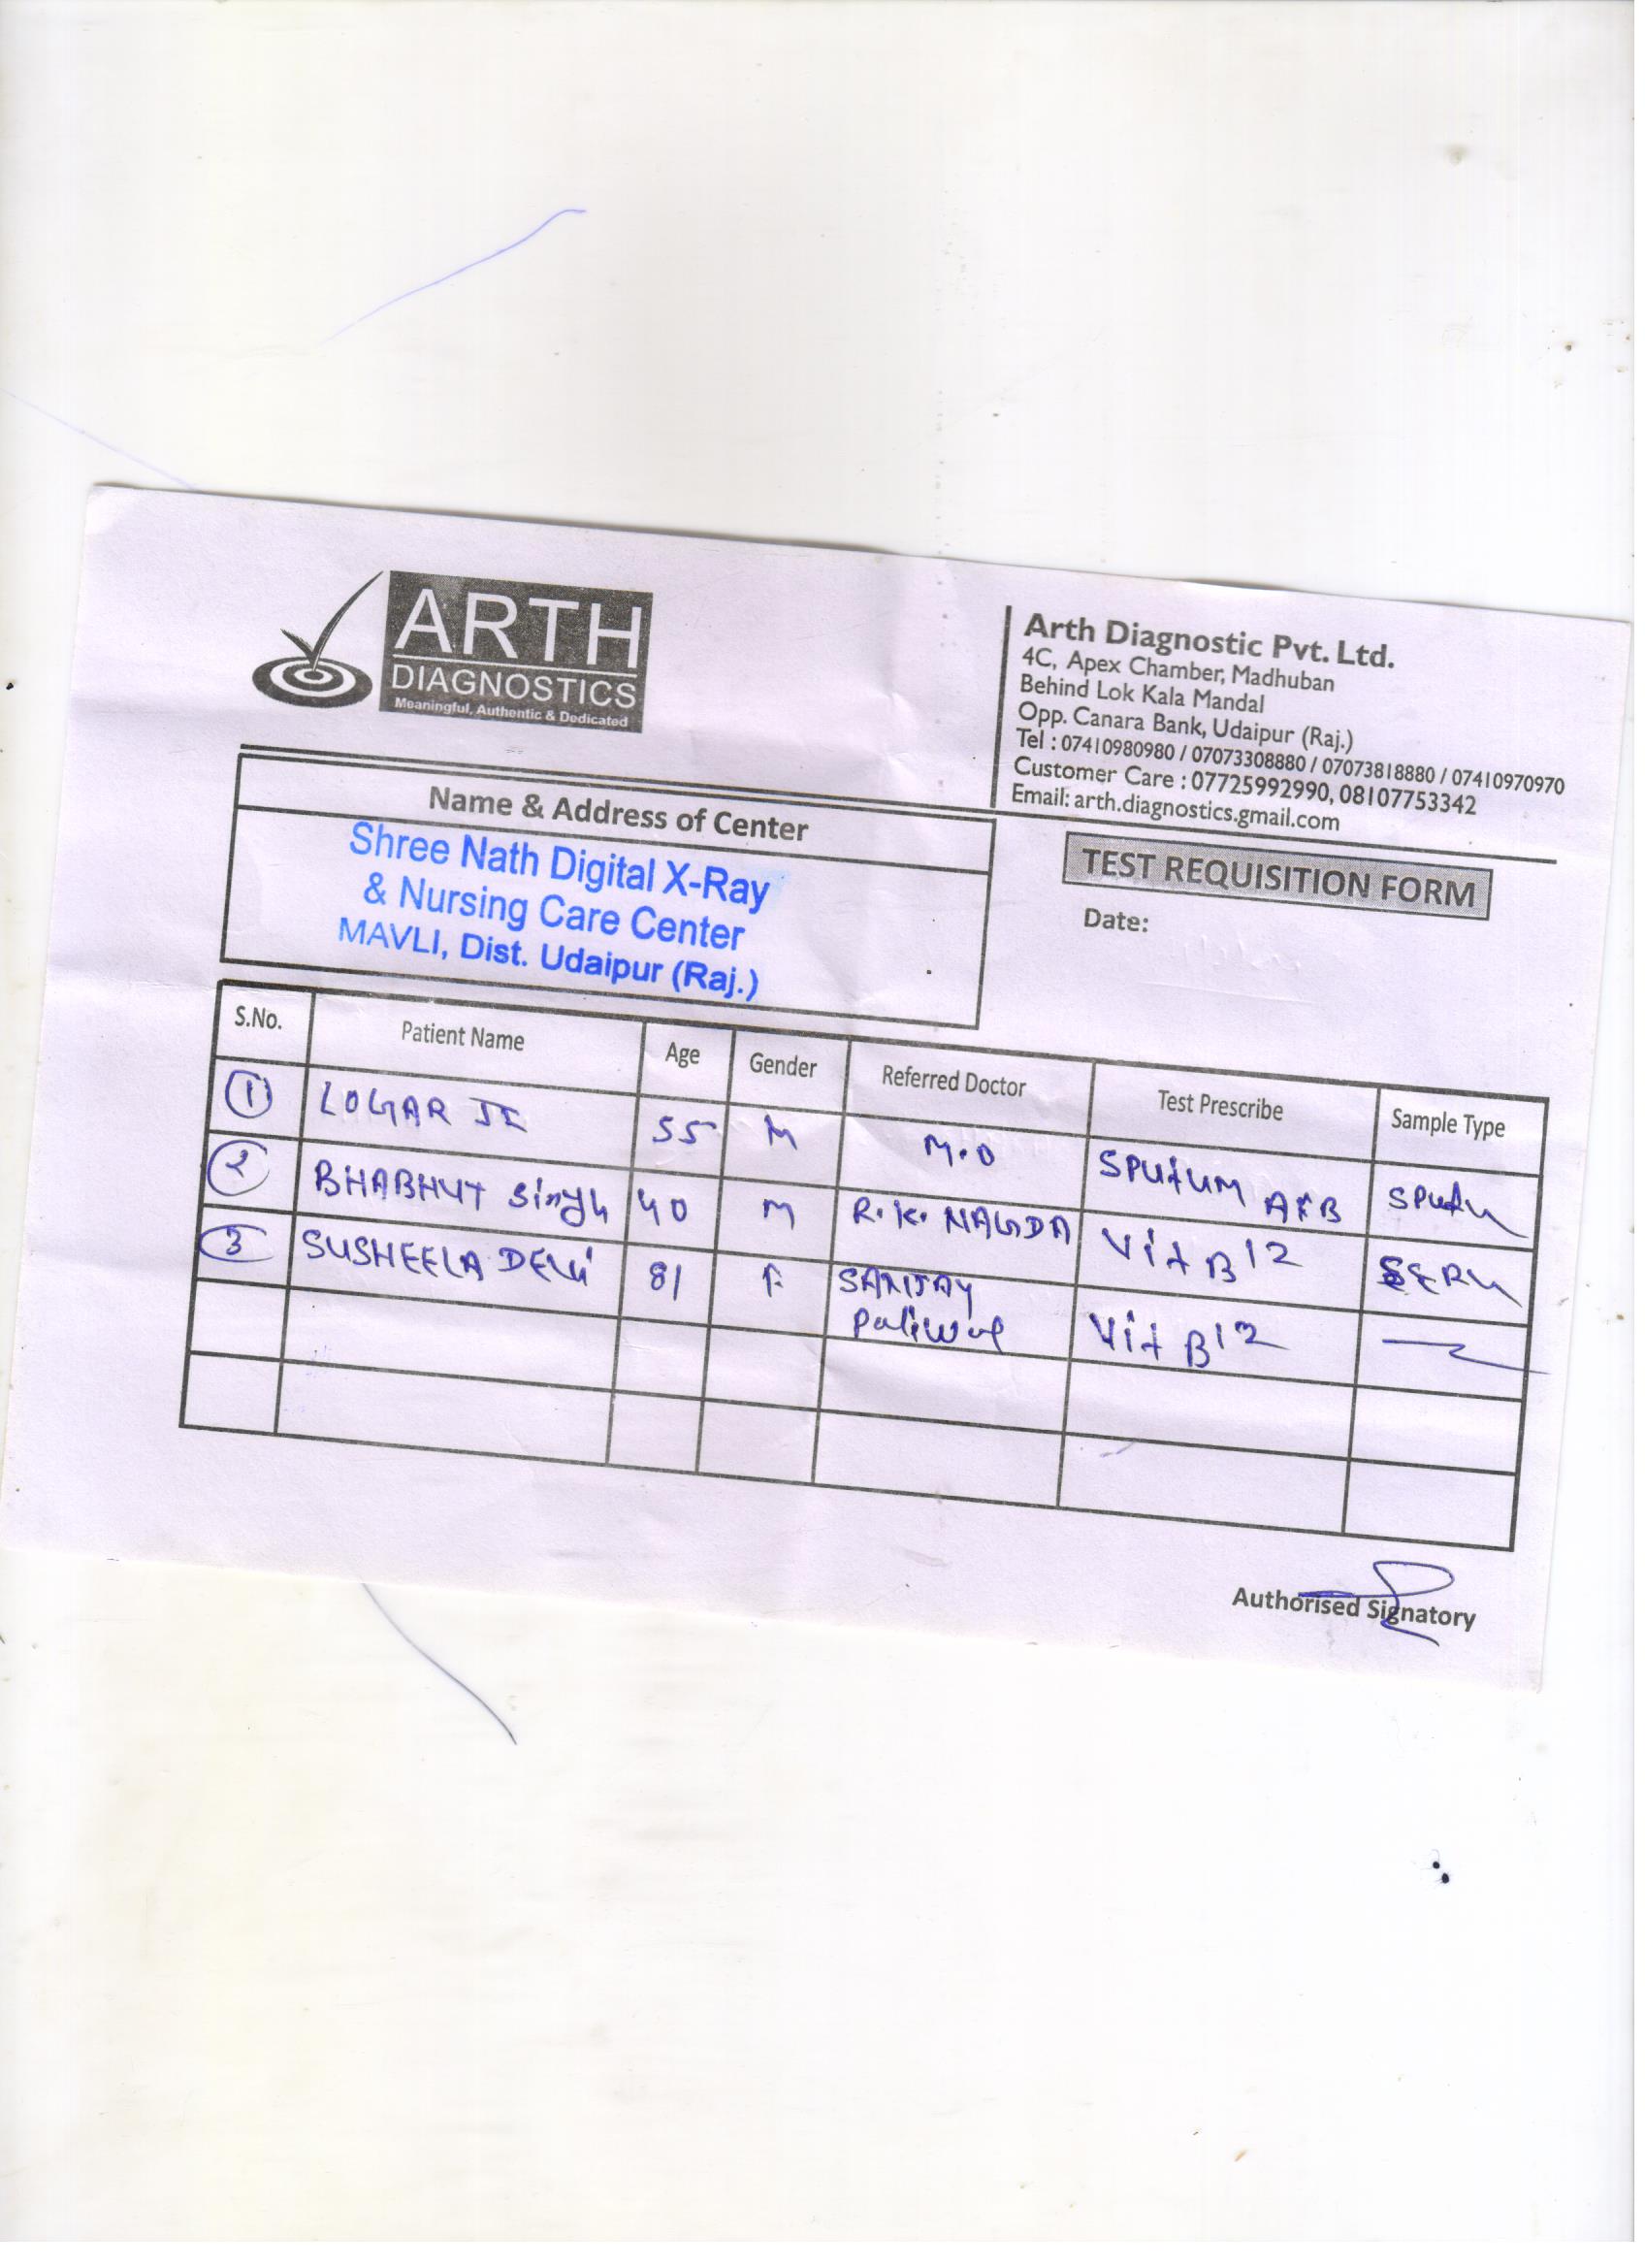 ARTH
DIAGNOSTICS
Meaningful, Authentic & Dedicated
Arth Diagnostic Pvt. Ltd.
4C, Apex Chamber, Madhuban
Behind Lok Kala Mandal
Opp. Canara Bank, Udaipur (Raj.)
Tel : 07410980980 / 07073308880 / 07073818880 / 07410970970
Customer Care : 07725992990, 08107753342
Email: arth.diagnostics.gmail.com
Name & Address of Center
Shree Nath Digital X-Ray
& Nursing Care Center
MAVLI, Dist. Udaipur (Raj.)
TEST REQUISITION FORM
Date:
S.No. Patient Name Age Gender Referred Doctor Test Prescribe Sample Type
1 LOGAR JI 55 M M.O SPUTUM AFB
2 BHABHUT Singh 40 M R.K. NAGDA Vit B12
3 SUSHEELA DEVI 81 F SANJAY Paliwal Vit B12
Authorised Signatory